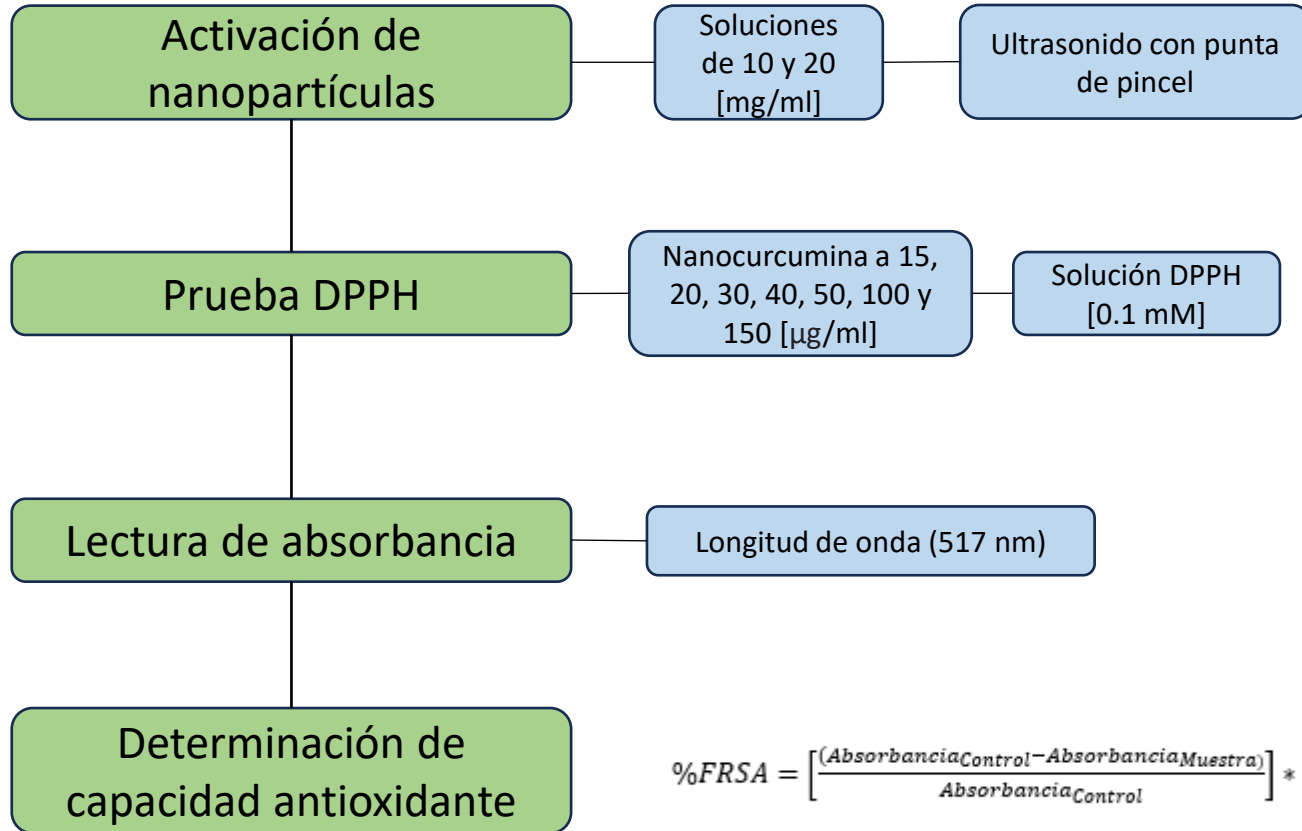 Activación de
nanopartículas
Soluciones
de 10 y 20
[mg/ml]
Ultrasonido con punta
de pincel
Prueba DPPH
Nanocurcumina a 15,
20, 30, 40, 50, 100 y
150 [µg/ml]
Solución DPPH
[0.1 mM]
Lectura de absorbancia
Longitud de onda (517 nm)
Determinación de
capacidad antioxidante
%FRSA = [(Absorbancia_Control−Absorbancia_Muestra)/Absorbancia_Control] *